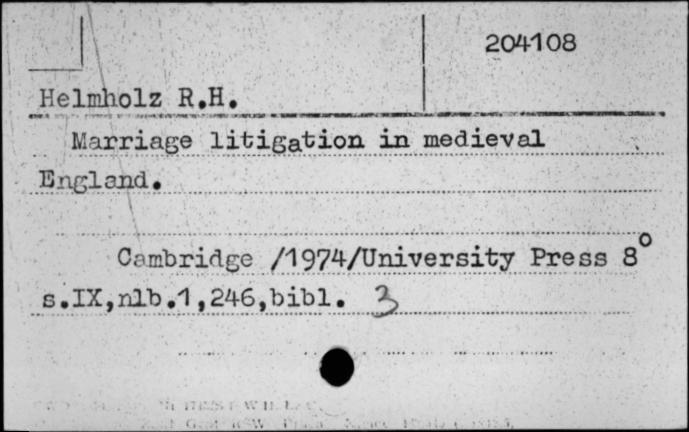 204108
Helmholz R.H.
Marriage litigation in medieval
England.
Cambridge /1974/University Press 8°
s.IX,nlb.1,246,bibl. 3